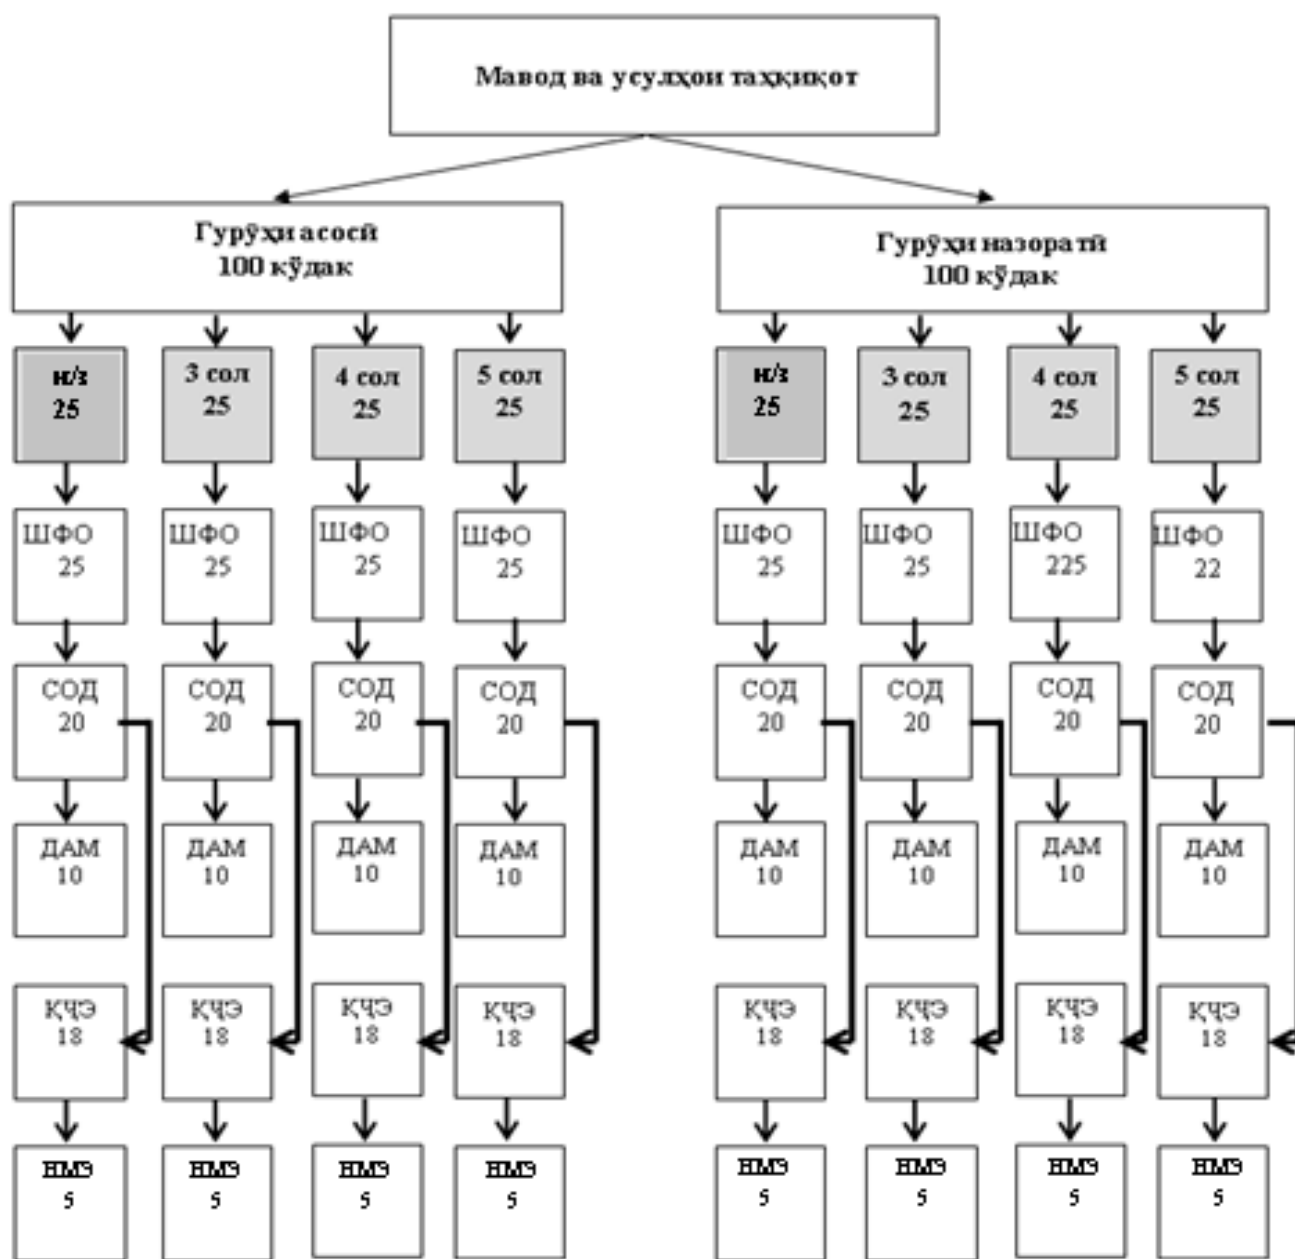 Мавод ва усулҳои таҳқиқот
Гурӯҳи асосӣ
100 кӯдак
Гурӯҳи назоратӣ
100 кӯдак
н/з
25
3 сол
25
4 сол
25
5 сол
25
н/з
25
3 сол
25
4 сол
25
5 сол
25
ШФО
25
ШФО
25
ШФО
25
ШФО
25
ШФО
25
ШФО
25
ШФО
225
ШФО
22
СОД
20
СОД
20
СОД
20
СОД
20
СОД
20
СОД
20
СОД
20
СОД
20
ДАМ
10
ДАМ
10
ДАМ
10
ДАМ
10
ДАМ
10
ДАМ
10
ДАМ
10
ДАМ
10
ҚҶЭ
18
ҚҶЭ
18
ҚҶЭ
18
ҚҶЭ
18
ҚҶЭ
18
ҚҶЭ
18
ҚҶЭ
18
ҚҶЭ
18
НМЭ
5
НМЭ
5
НМЭ
5
НМЭ
5
НМЭ
5
НМЭ
5
НМЭ
5
НМЭ
5